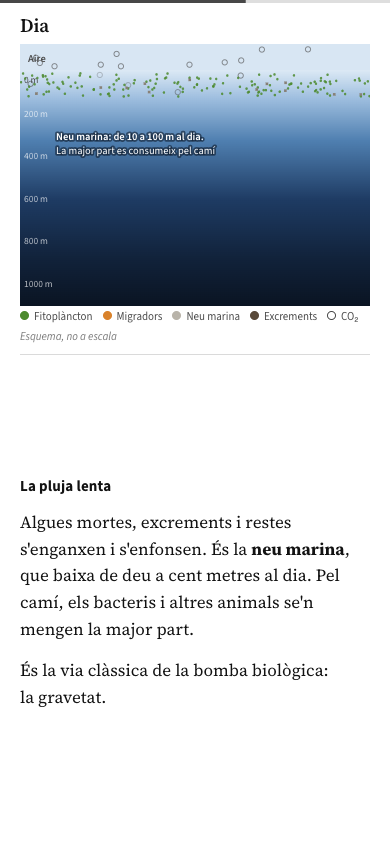 Dia
Aire
0 m
200 m
Neu marina: de 10 a 100 m al dia.
La major part es consumeix pel camí
400 m
600 m
800 m
1000 m
Fitoplàncton Migradors Neu marina Excrements CO₂
Esquema, no a escala
La pluja lenta
Algues mortes, excrements i restes
s'enganxen i s'enfonsen. És la neu marina,
que baixa de deu a cent metres al dia. Pel
camí, els bacteris i altres animals se'n
mengen la major part.
És la via clàssica de la bomba biològica:
la gravetat.